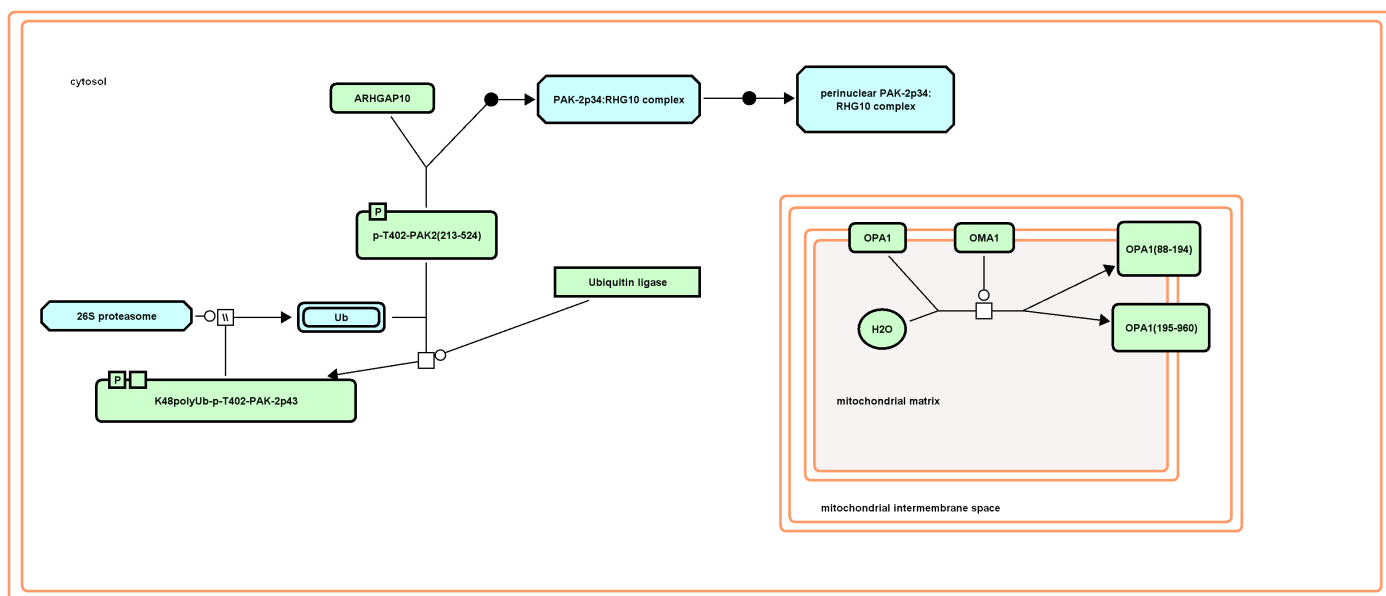 cytosol
ARHGAP10
PAK-2p34:RHG10 complex
perinuclear PAK-2p34:
RHG10 complex
P
p-T402-PAK2(213-524)
OPA1
OMA1
OPA1(88-194)
Ubiquitin ligase
26S proteasome
\\
Ub
H2O
OPA1(195-960)
P
K48polyUb-p-T402-PAK-2p43
mitochondrial matrix
mitochondrial intermembrane space